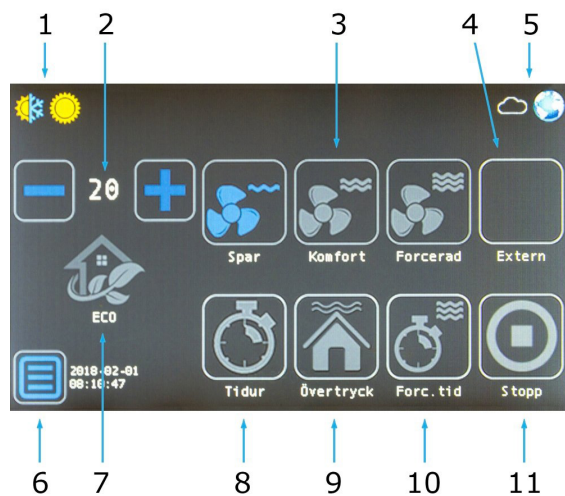 1 2 3 4 5
20
Spar Komfort Forcerad Extern
ECO
2018-02-01
08:10:47
Tidur Övertryck Forc.tid Stopp
6 7 8 9 10 11